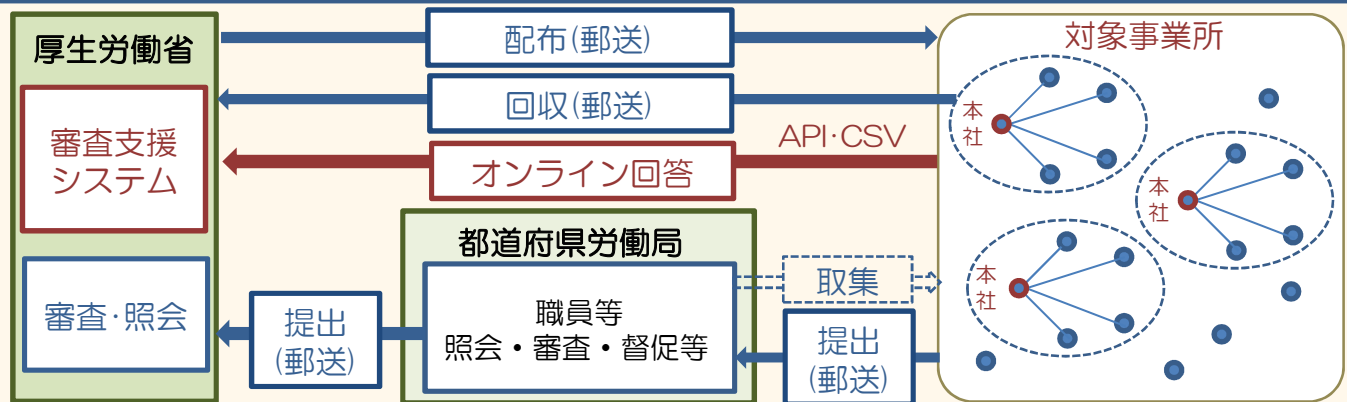 厚生労働省
審査支援
システム
審査･照会
配布(郵送)
回収(郵送)
API･CSV
オンライン回答
都道府県労働局
職員等
照会・審査・督促等
提出
(郵送)
取集
提出
(郵送)
対象事業所
本
社
本
社
本
社